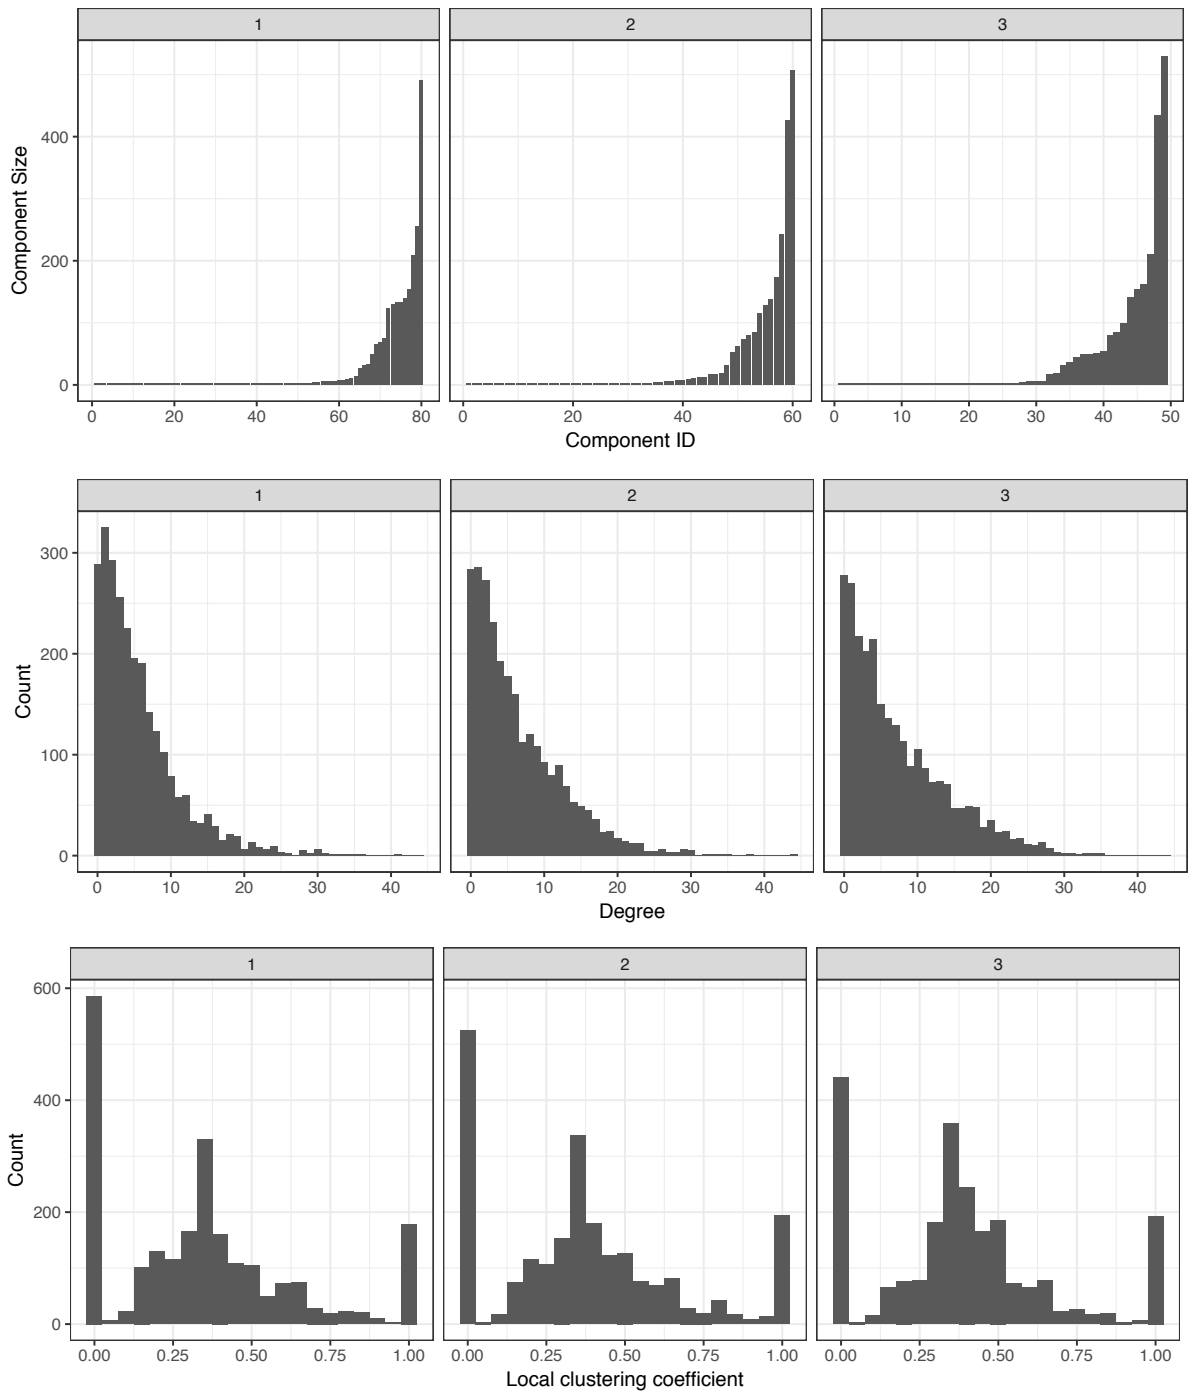 1 2 3
Component Size
400
200
0
0 20 40 60 80 0 20 40 60 0 10 20 30 40 50
Component ID
1 2 3
Count
300
200
100
0
0 10 20 30 40 0 10 20 30 40 0 10 20 30 40
Degree
1 2 3
Count
600
400
200
0
0.00 0.25 0.50 0.75 1.00 0.00 0.25 0.50 0.75 1.00 0.00 0.25 0.50 0.75 1.00
Local clustering coefficient